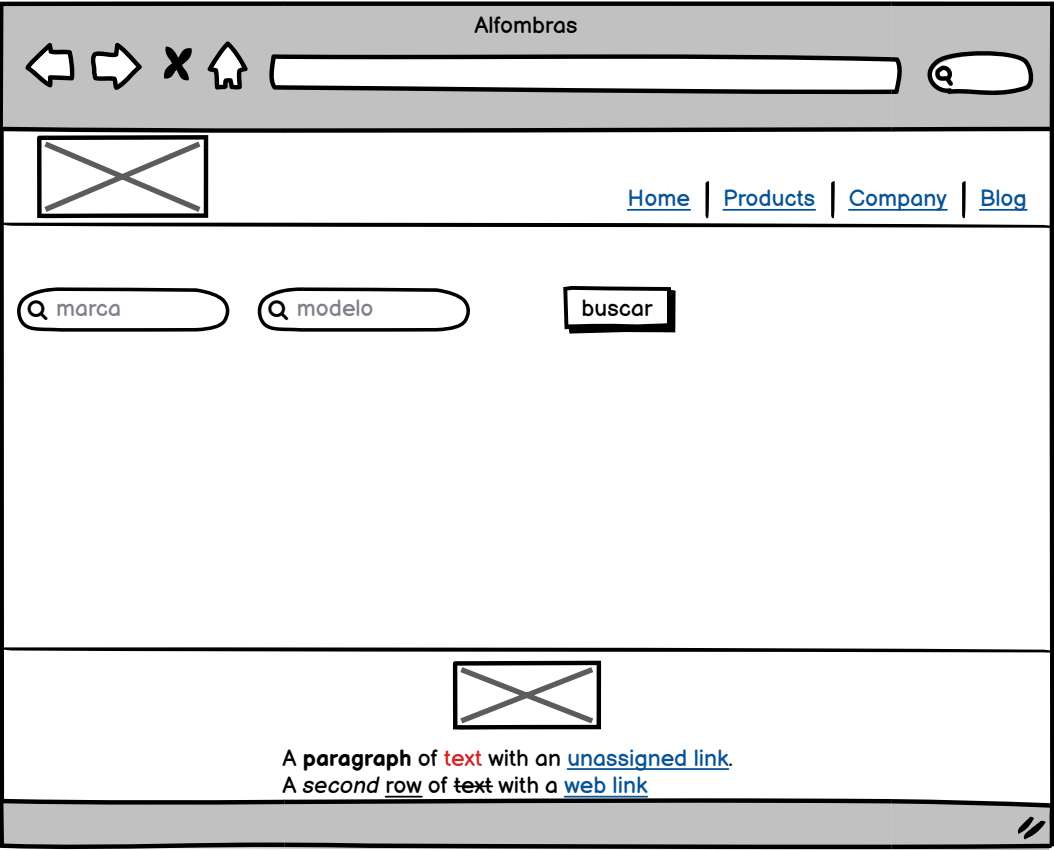 Alfombras
Home Products Company Blog
marca modelo buscar
A paragraph of text with an unassigned link.
A second row of text with a web link